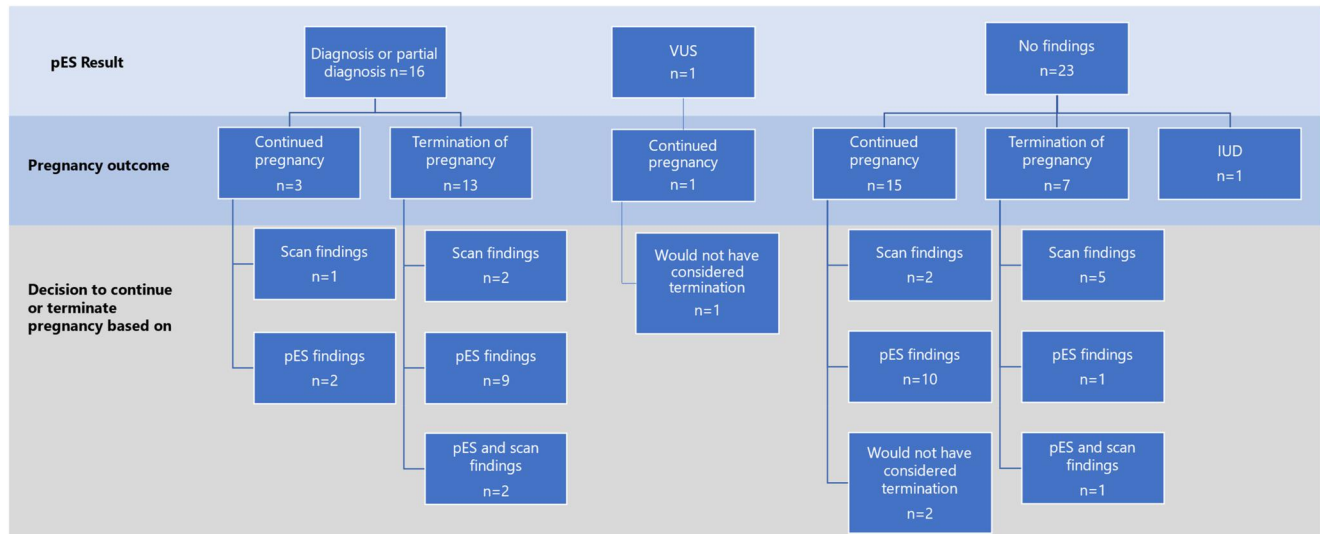 pES Result
Diagnosis or partial
diagnosis n=16
VUS
n=1
No findings
n=23
Pregnancy outcome
Continued
pregnancy
n=3
Termination of
pregnancy
n=13
Continued
pregnancy
n=1
Continued
pregnancy
n=15
Termination of
pregnancy
n=7
IUD
n=1
Decision to continue
or terminate
pregnancy based on
Scan findings
n=1
Scan findings
n=2
Would not have
considered
termination
n=1
Scan findings
n=2
Scan findings
n=5
pES findings
n=2
pES findings
n=9
pES findings
n=10
pES findings
n=1
pES and scan
findings
n=2
Would not have
considered
termination
n=2
pES and scan
findings
n=1